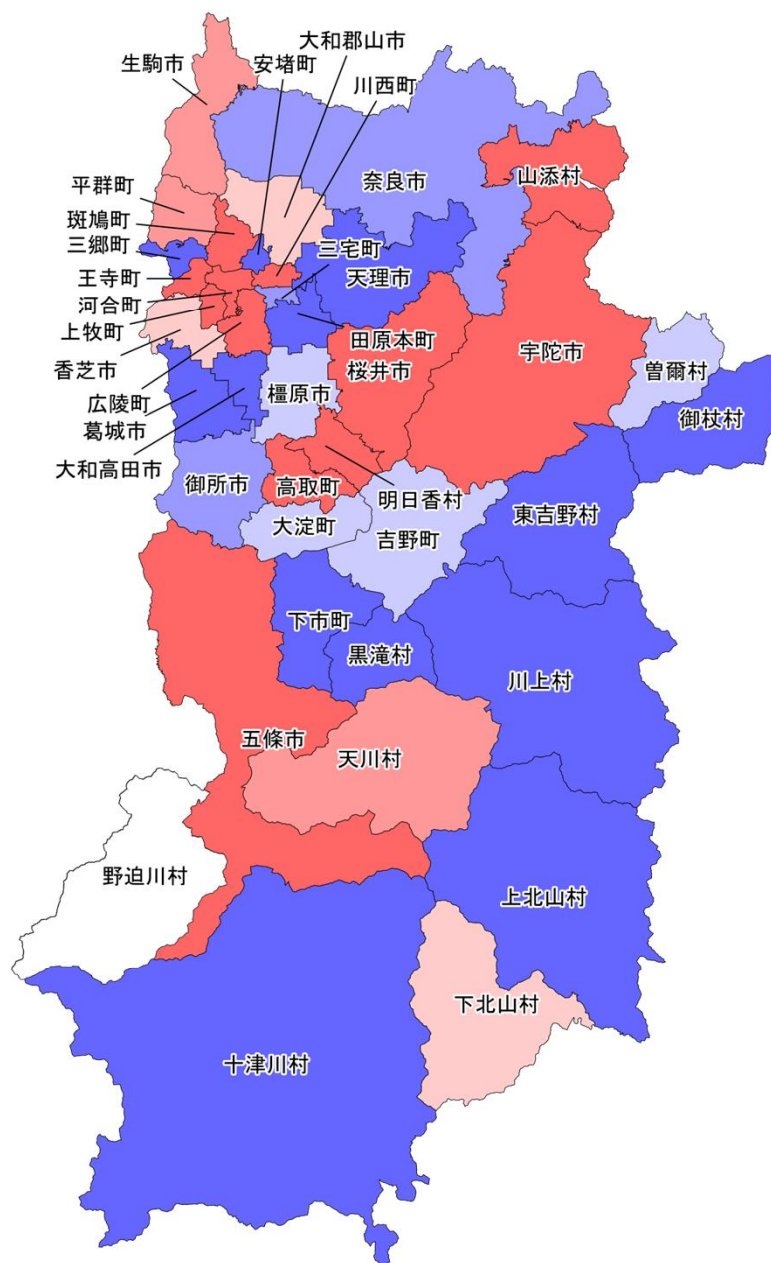 大和郡山市
生駒市
安堵町
川西町
奈良市
山添村
平群町
斑鳩町
三郷町
三宅町
天理市
王寺町
河合町
上牧町
田原本町
桜井市
宇陀市
曽爾村
香芝市
橿原市
広陵町
御杖村
葛城市
大和高田市
御所市
高取町
明日香村
東吉野村
大淀町
吉野町
下市町
黒滝村
川上村
五條市
天川村
野迫川村
上北山村
下北山村
十津川村